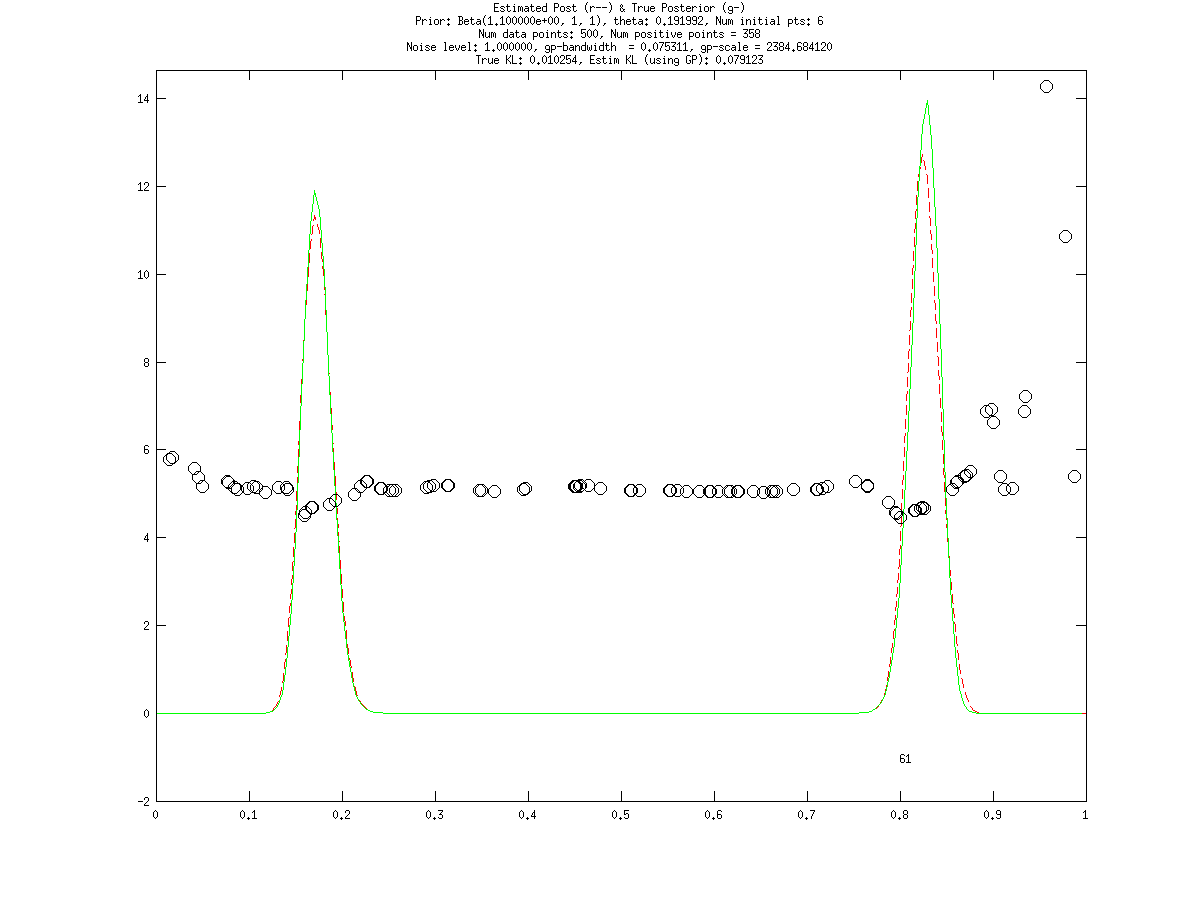 Estimated Post (r--) & True Posterior (g-)
Prior: Beta(1.100000e+00, 1, 1), theta: 0.191992, Num initial pts: 6
Num data points: 500, Num positive points = 358
Noise level: 1.000000, gp-bandwidth  = 0.075311, gp-scale = 2384.684120
True KL: 0.010254, Estim KL (using GP): 0.079123
14
12
10
8
6
4
2
0
61
-2
0 0.1 0.2 0.3 0.4 0.5 0.6 0.7 0.8 0.9 1